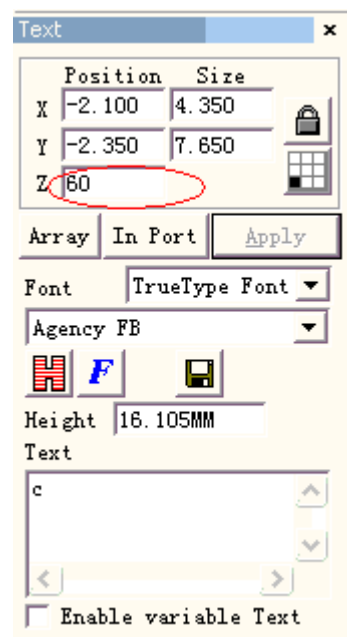 Text
Position Size
X -2.100 4.350
Y -2.350 7.650
Z 60
Array In Port Apply
Font TrueType Font
Agency FB
F
Height 16.105MM
Text
c
Enable variable Text